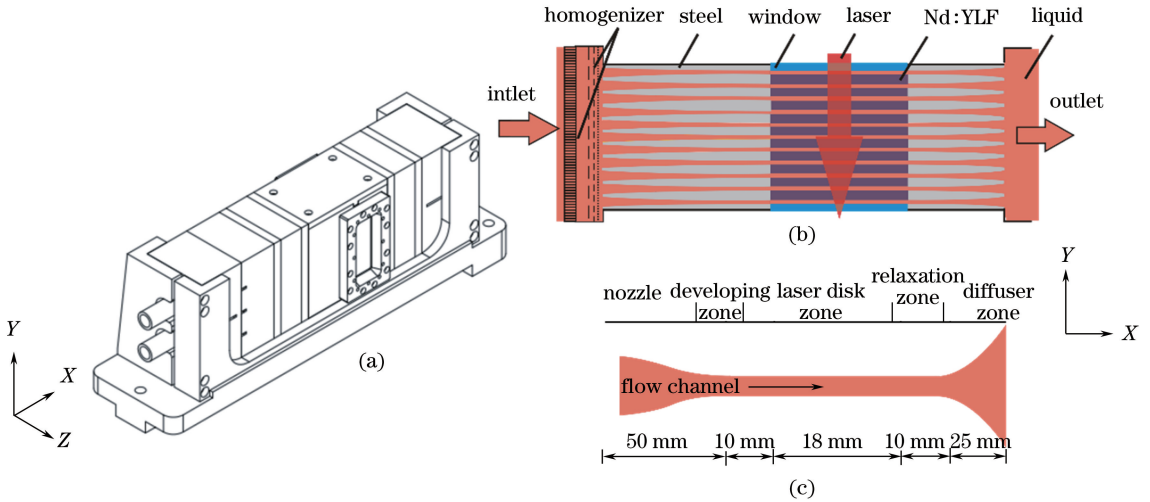 homogenizer steel window laser Nd:YLF liquid
intlet
outlet
(b)
Y
X
Z
(a)
nozzle developing zone laser disk zone relaxation zone diffuser zone
Y
X
flow channel
50 mm 10 mm 18 mm 10 mm 25 mm
(c)